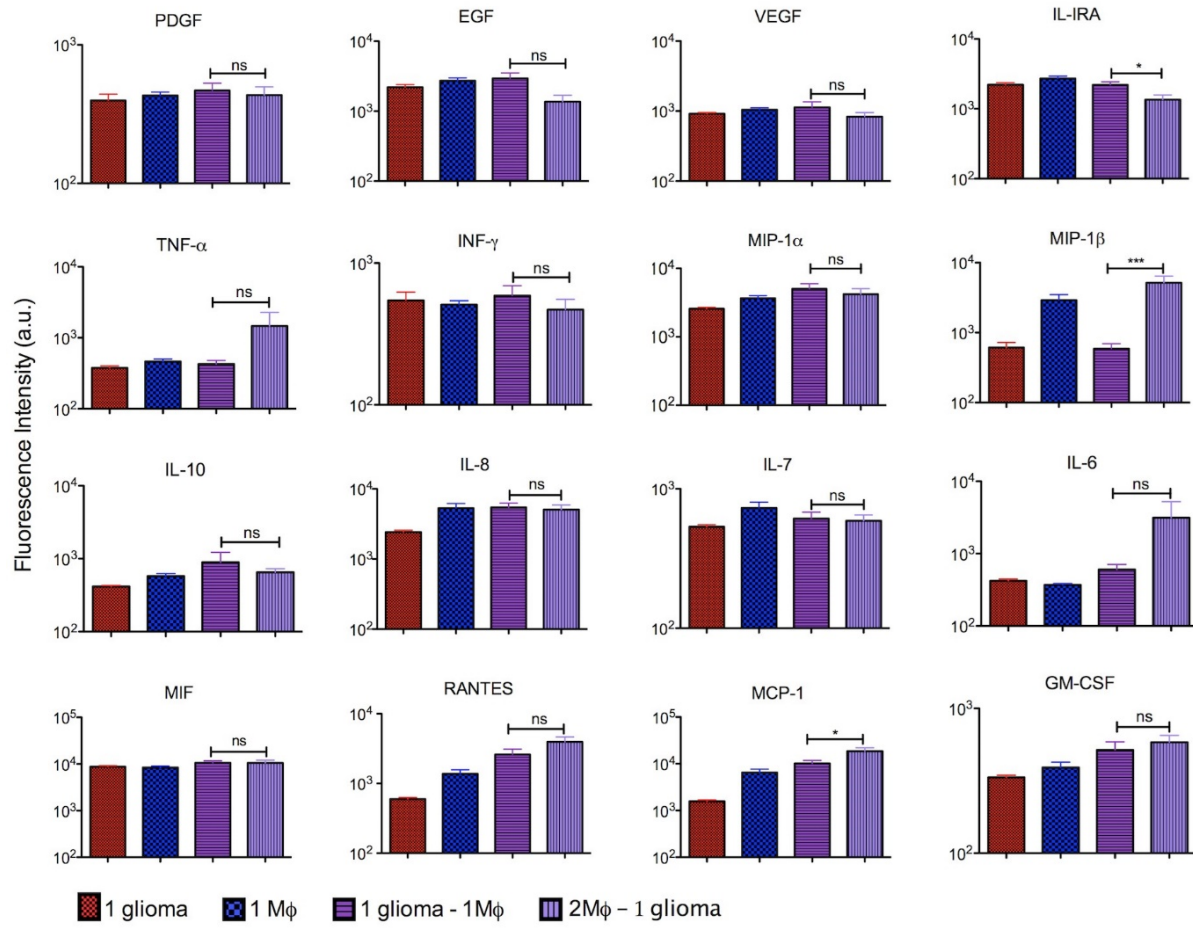 PDGF EGF VEGF IL-IRA
10³ 10⁴ 10⁴ 10⁴
ns ns ns *
10³ 10³ 10³
10² 10² 10² 10²
TNF-α INF-γ MIP-1α MIP-1β
10⁴ 10³ 10⁴ 10⁴
ns ns ns ***
10³ 10³ 10³
10² 10² 10² 10²
Fluorescence Intensity (a.u.)
IL-10 IL-8 IL-7 IL-6
10⁴ 10⁴ 10³ 10⁴
ns ns ns ns
10³ 10³ 10³
10² 10² 10² 10²
MIF RANTES MCP-1 GM-CSF
10⁵ 10⁴ 10⁵ 10³
ns ns * ns
10⁴ 10³ 10⁴
10³ 10³
10² 10² 10² 10²
1 glioma 1 Mϕ 1 glioma - 1Mϕ 2Mϕ – 1 glioma